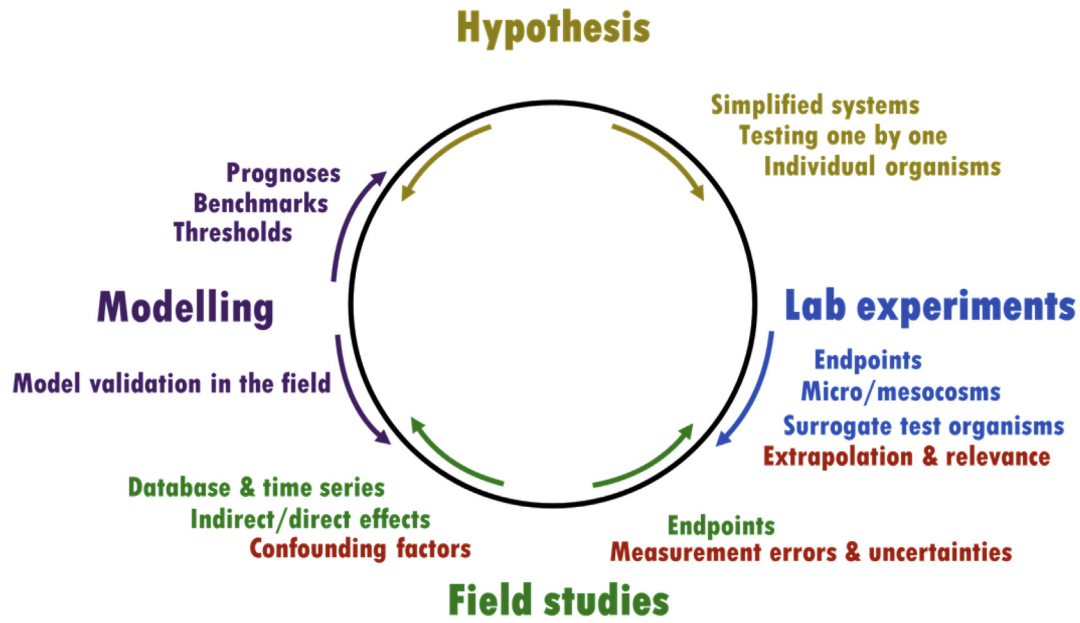 Hypothesis
Simplified systems
Testing one by one
Individual organisms
Prognoses
Benchmarks
Thresholds
Modelling
Lab experiments
Endpoints
Micro/mesocosms
Surrogate test organisms
Extrapolation & relevance
Model validation in the field
Database & time series
Indirect/direct effects
Confounding factors
Endpoints
Measurement errors & uncertainties
Field studies